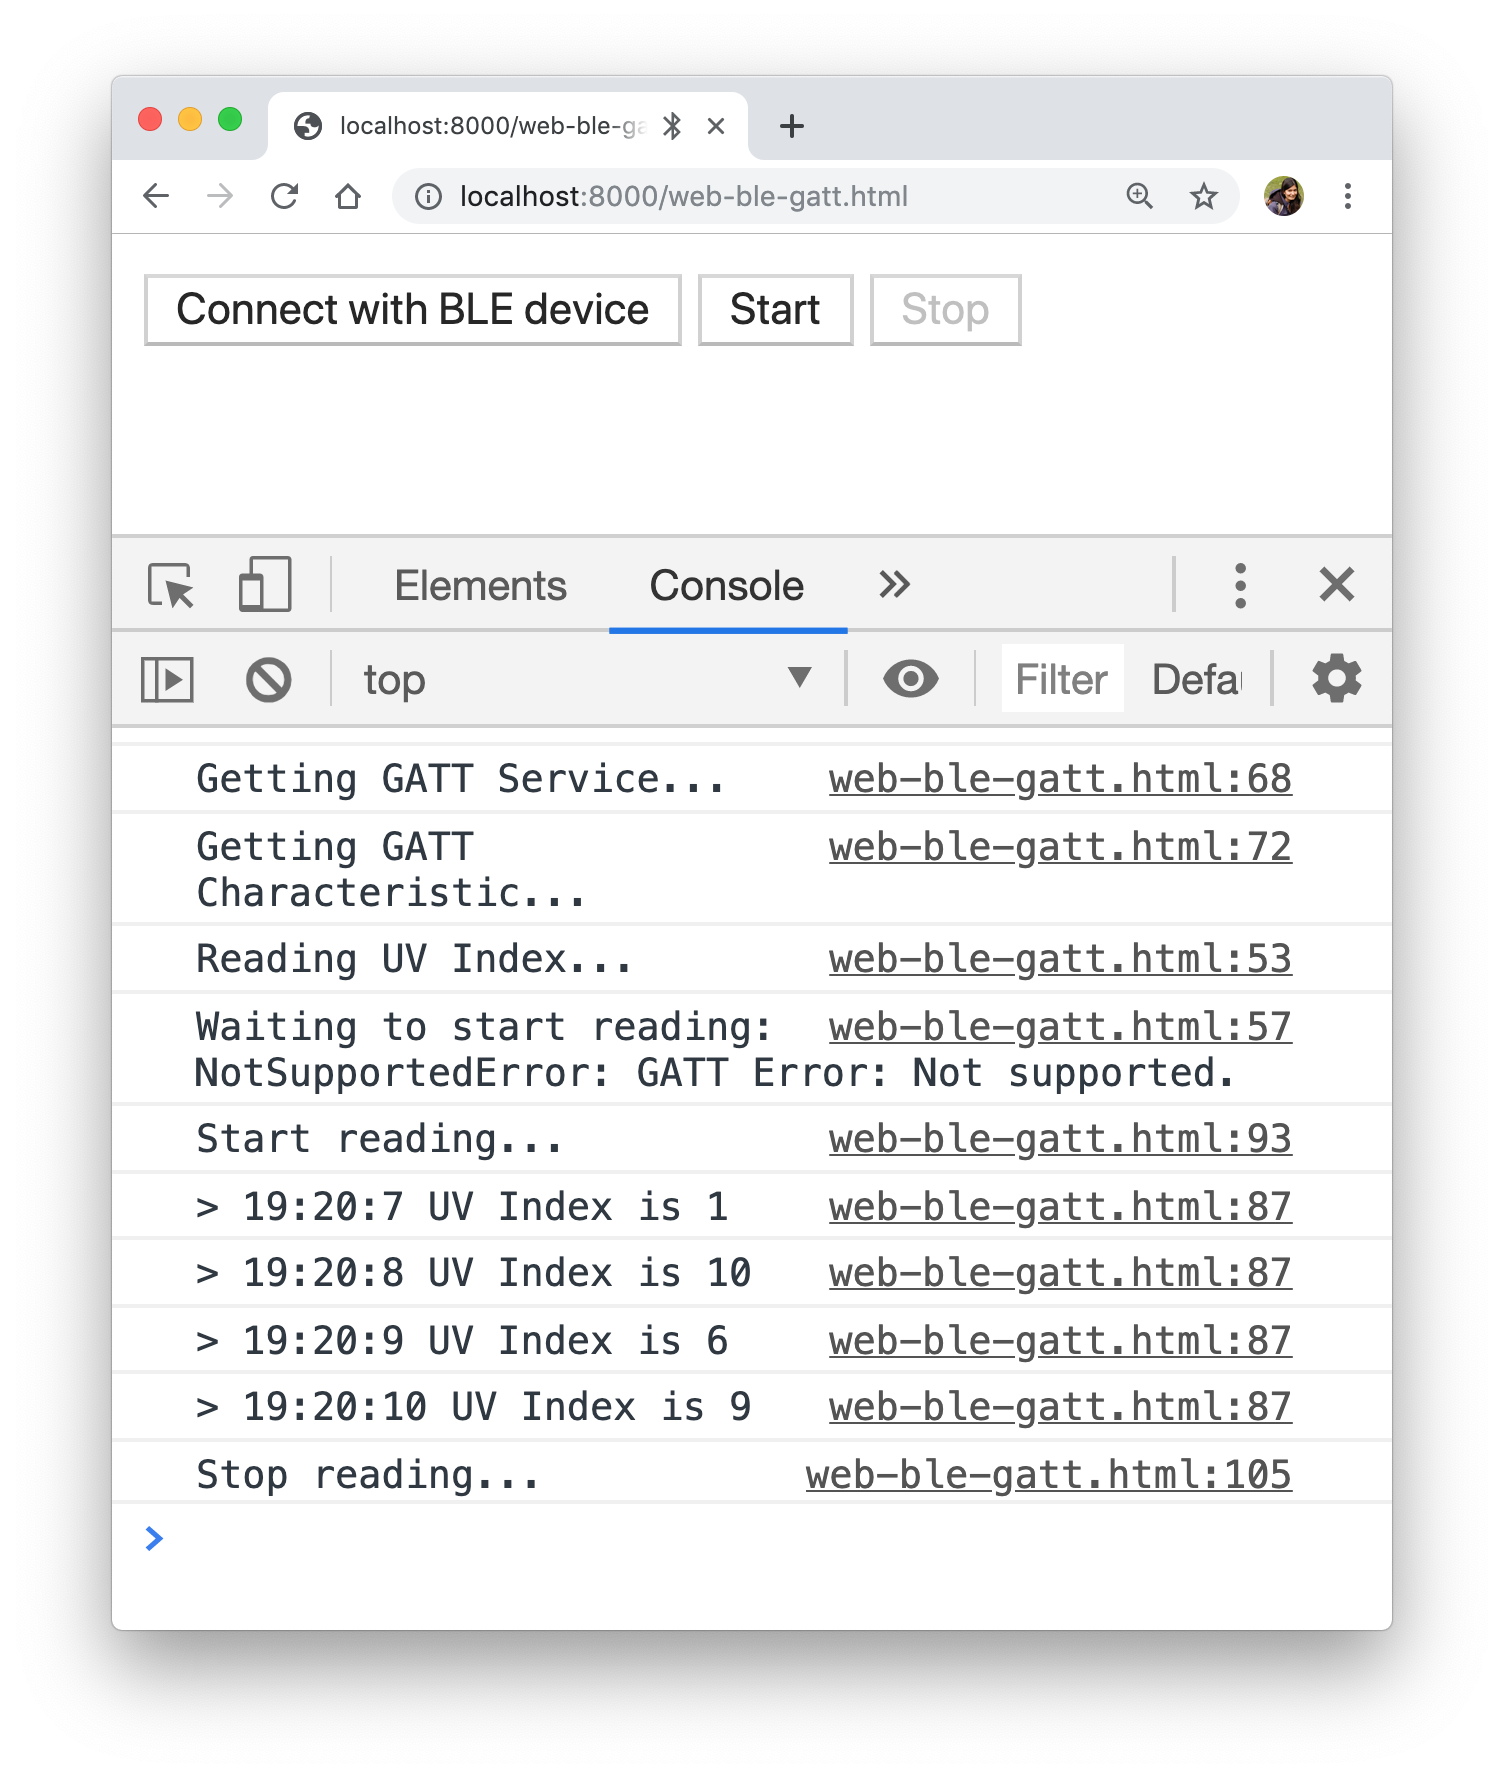 localhost:8000/web-ble-ga
localhost:8000/web-ble-gatt.html
Connect with BLE device Start Stop
Elements Console
top Filter Defau
Getting GATT Service... web-ble-gatt.html:68
Getting GATT web-ble-gatt.html:72
Characteristic...
Reading UV Index... web-ble-gatt.html:53
Waiting to start reading: web-ble-gatt.html:57
NotSupportedError: GATT Error: Not supported.
Start reading... web-ble-gatt.html:93
> 19:20:7 UV Index is 1 web-ble-gatt.html:87
> 19:20:8 UV Index is 10 web-ble-gatt.html:87
> 19:20:9 UV Index is 6 web-ble-gatt.html:87
> 19:20:10 UV Index is 9 web-ble-gatt.html:87
Stop reading... web-ble-gatt.html:105
>